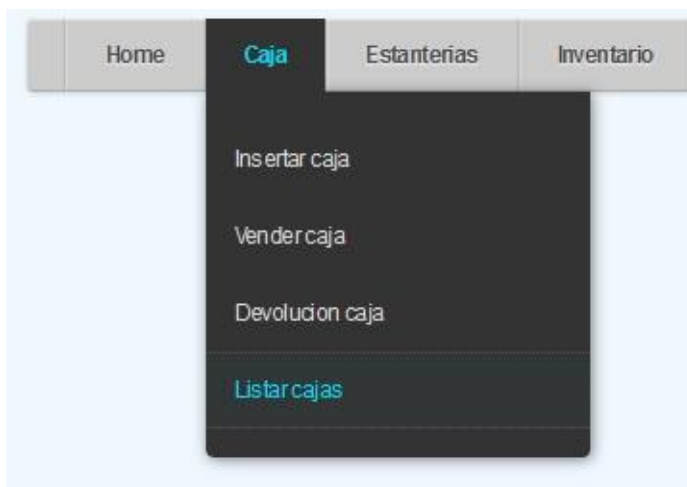 Home Caja Estanterias Inventario
Insertar caja
Vender caja
Devolucion caja
Listar cajas